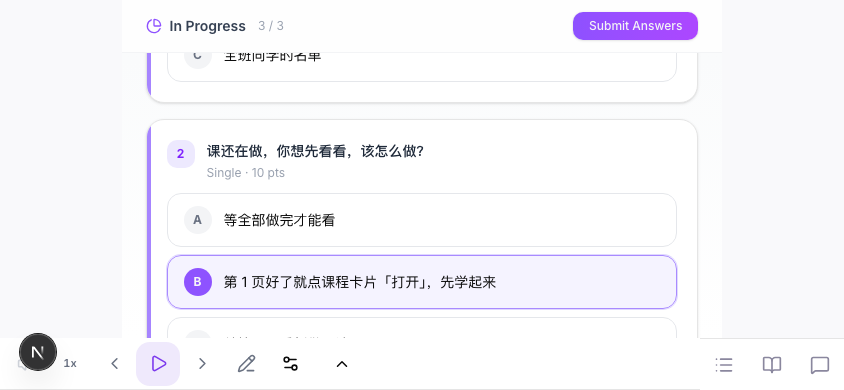 In Progress
3 / 3
Submit Answers
C
全班同学的名单
2
课还在做，你想先看看，该怎么做？
Single · 10 pts
A
等全部做完才能看
B
第 1 页好了就点课程卡片「打开」，先学起来
N
1x